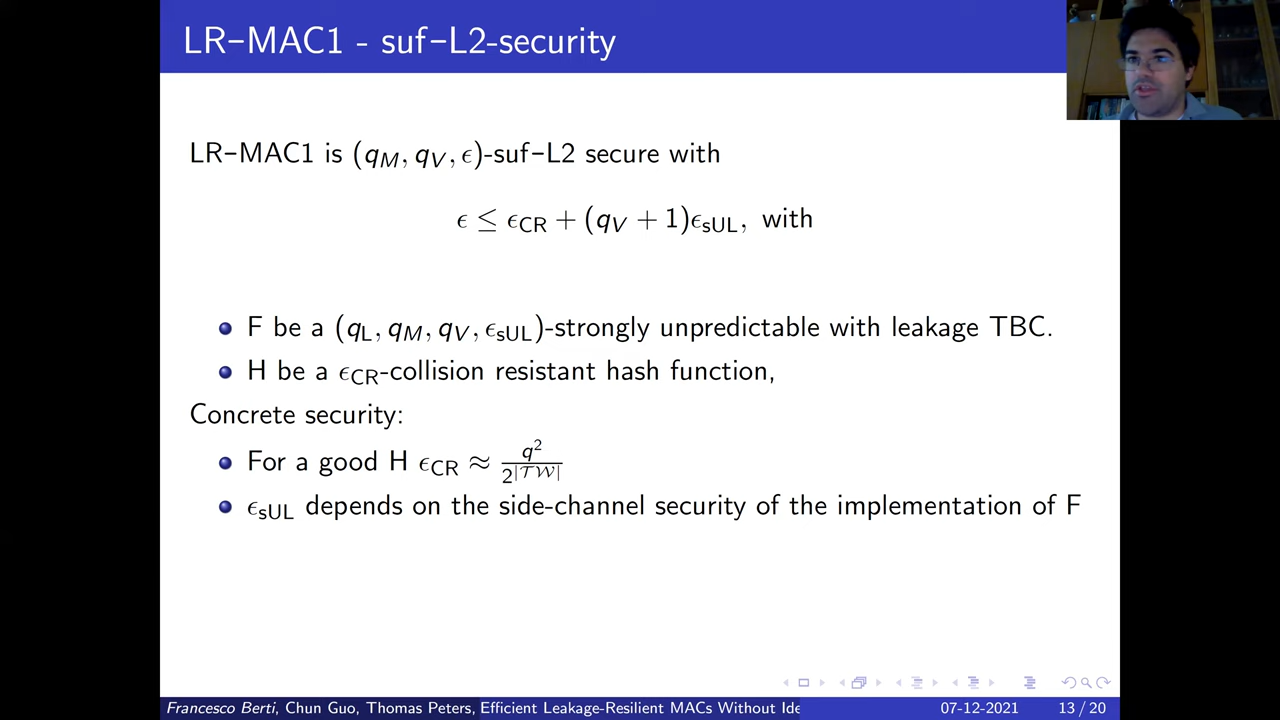 LR–MAC1 - suf–L2-security
LR–MAC1 is (q_M, q_V, ϵ)-suf–L2 secure with
ϵ ≤ ϵ_CR + (q_V + 1)ϵ_sUL, with
F be a (q_L, q_M, q_V, ϵ_sUL)-strongly unpredictable with leakage TBC.
H be a ϵ_CR-collision resistant hash function,
Concrete security:
For a good H ϵ_CR ≈ q^2 / 2^|𝒯𝒲|
ϵ_sUL depends on the side-channel security of the implementation of F
Francesco Berti, Chun Guo, Thomas Peters, Efficient Leakage-Resilient MACs Without Ide 07-12-2021 13 / 20